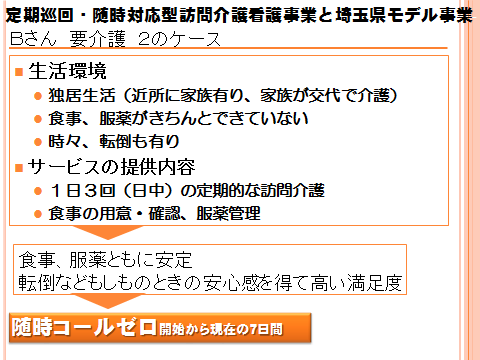 定期巡回・随時対応型訪問介護看護事業と埼玉県モデル事業
Bさん 要介護 2のケース
生活環境
独居生活（近所に家族有り、家族が交代で介護）
食事、服薬がきちんとできていない
時々、転倒も有り
サービスの提供内容
１日３回（日中）の定期的な訪問介護
食事の用意・確認、服薬管理
食事、服薬ともに安定
転倒などもしものときの安心感を得て高い満足度
随時コールゼロ開始から現在の7日間